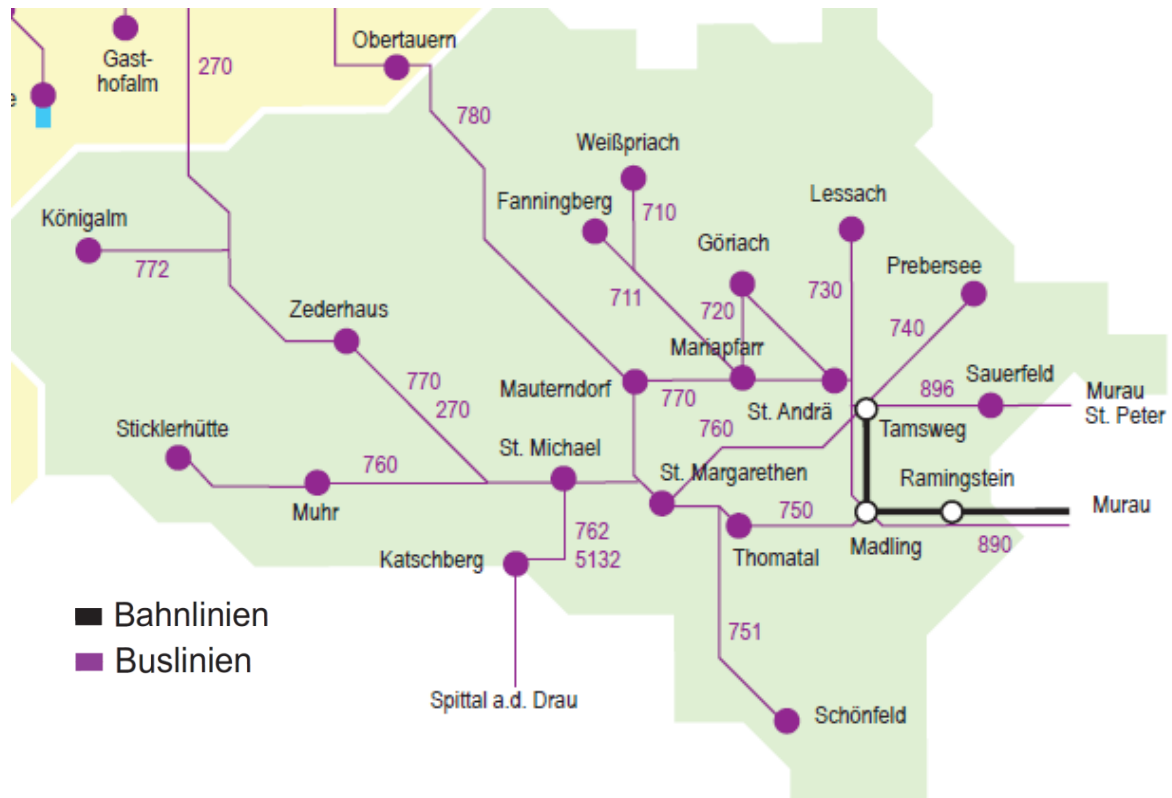 Gast-
hofalm
e
270
Obertauern
780
Weißpriach
Fanningberg
710
Lessach
Königalm
Göriach
Prebersee
772
711
720
730
740
Zederhaus
Mariapfarr
770
270
Mauterndorf
770
St. Andrä
896
Sauerfeld
Murau
St. Peter
Sticklerhütte
760
St. Michael
760
Tamsweg
St. Margarethen
Ramingstein
Muhr
750
Murau
762
5132
Katschberg
Thomatal
Madling
890
Bahnlinien
751
Buslinien
Spittal a.d. Drau
Schönfeld